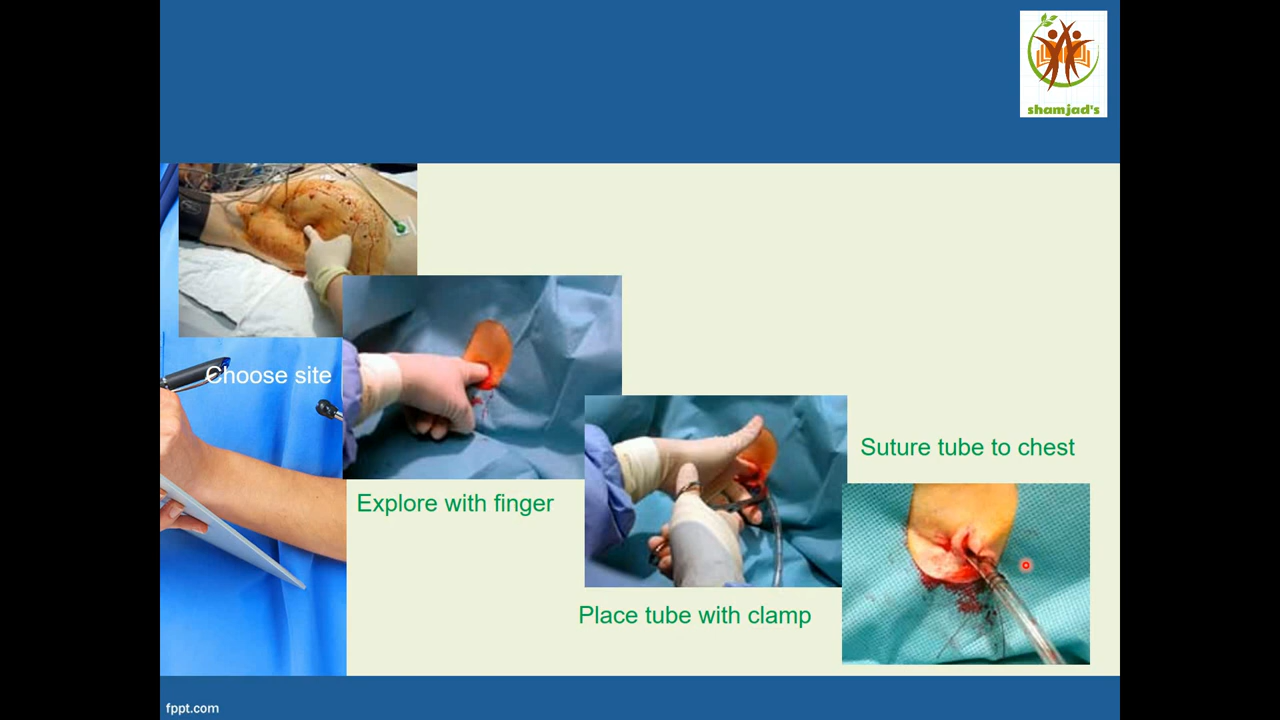 shamjad's
Choose site
Explore with finger
Suture tube to chest
Place tube with clamp
fppt.com